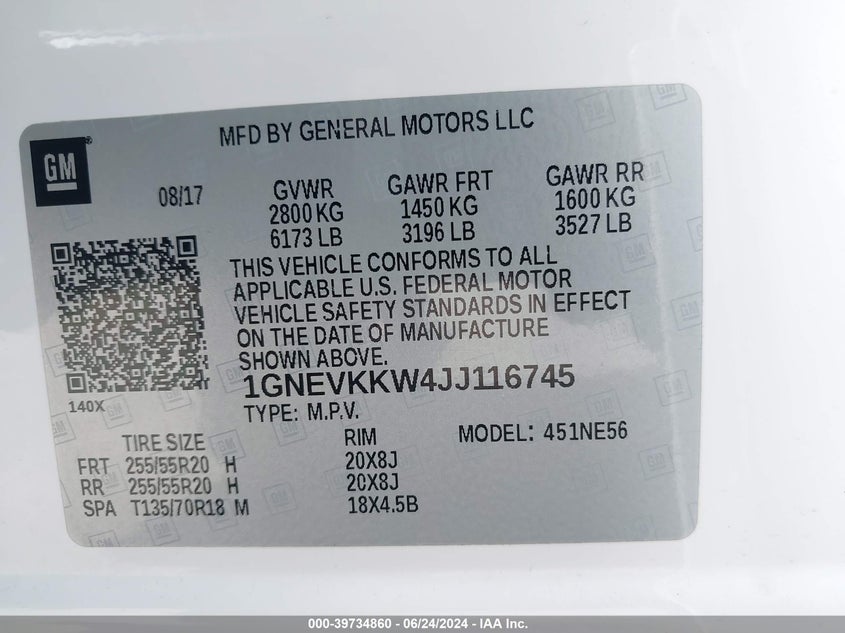 MFD BY GENERAL MOTORS LLC
GM
08/17
GVWR GAWR FRT GAWR RR
2800 KG 1450 KG 1600 KG
6173 LB 3196 LB 3527 LB
THIS VEHICLE CONFORMS TO ALL
APPLICABLE U.S. FEDERAL MOTOR
VEHICLE SAFETY STANDARDS IN EFFECT
ON THE DATE OF MANUFACTURE
SHOWN ABOVE.
1GNEVKKW4JJ116745
140X
TYPE: M.P.V.
TIRE SIZE RIM MODEL: 451NE56
FRT 255/55R20 H 20X8J
RR 255/55R20 H 20X8J
SPA T135/70R18 M 18X4.5B
000-39734860 - 06/24/2024 - IAA Inc.